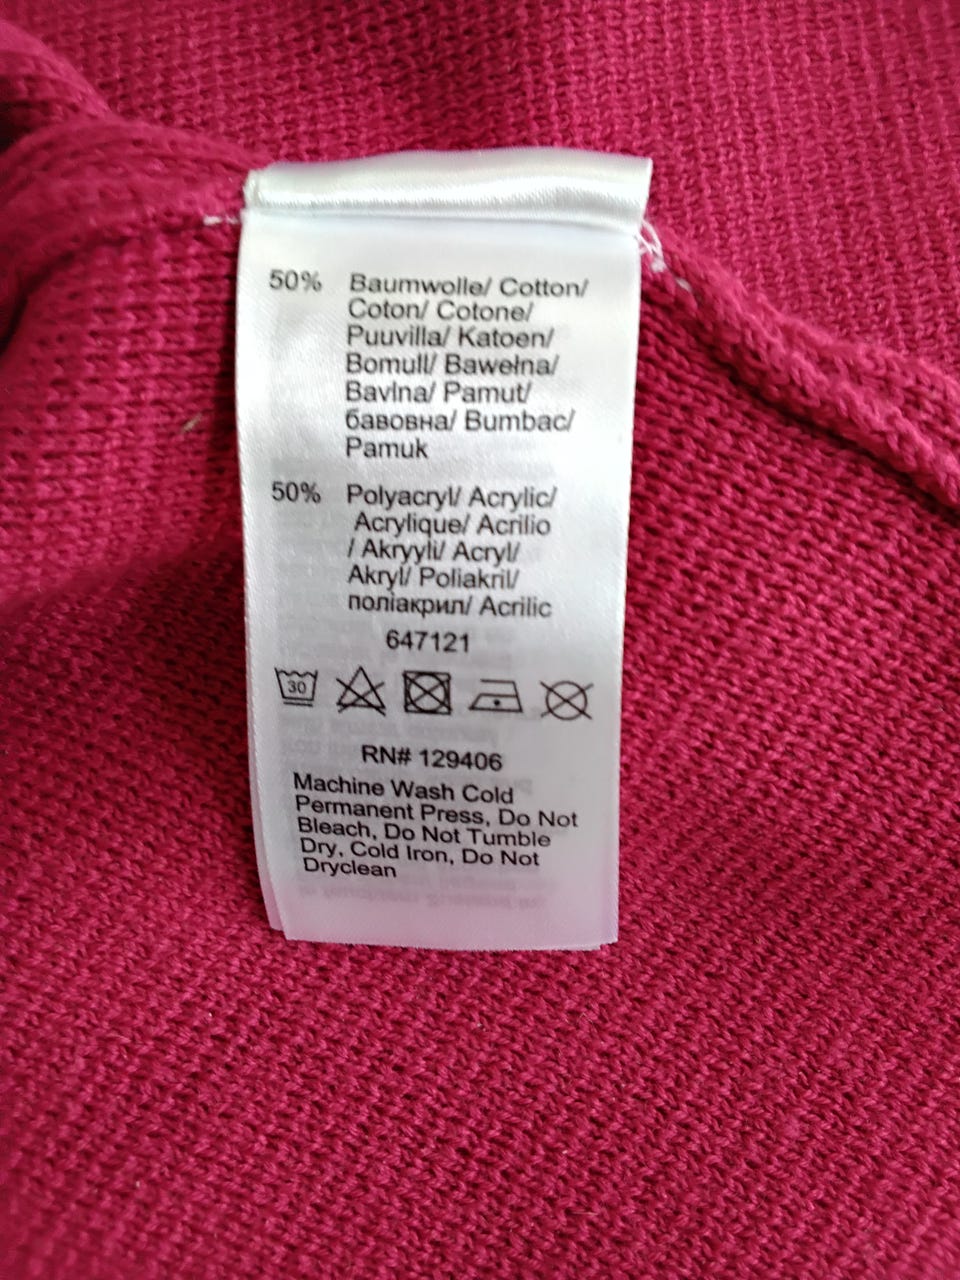 50% Baumwolle/ Cotton/
Coton/ Cotone/
Puuvilla/ Katoen/
Bomull/ Bawełna/
Bavlna/ Pamut/
бавовна/ Bumbac/
Pamuk
50% Polyacryl/ Acrylic/
Acrylique/ Acrilio
/ Akryyli/ Acryl/
Akryl/ Poliakril/
поліакрил/ Acrilic
647121
30
RN# 129406
Machine Wash Cold
Permanent Press, Do Not
Bleach, Do Not Tumble
Dry, Cold Iron, Do Not
Dryclean